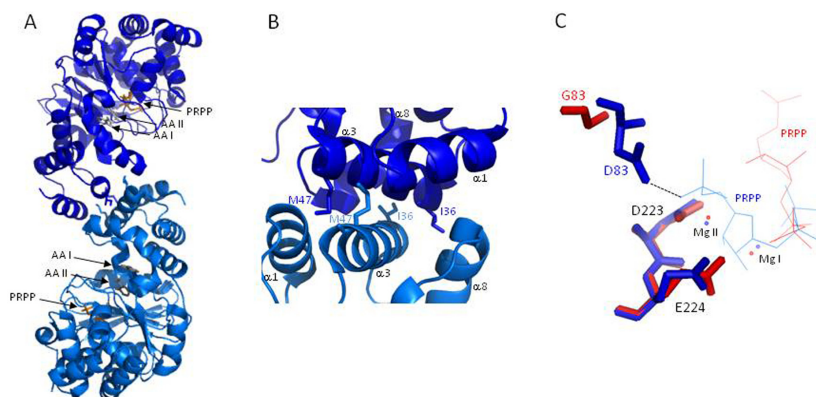 A
PRPP
AA II
AA I
AA I
AA II
PRPP
B
α8
α3
α1
M47
M47
I36
I36
α1
α3
α8
C
G83
PRPP
D83
PRPP
D223
Mg II
Mg I
E224